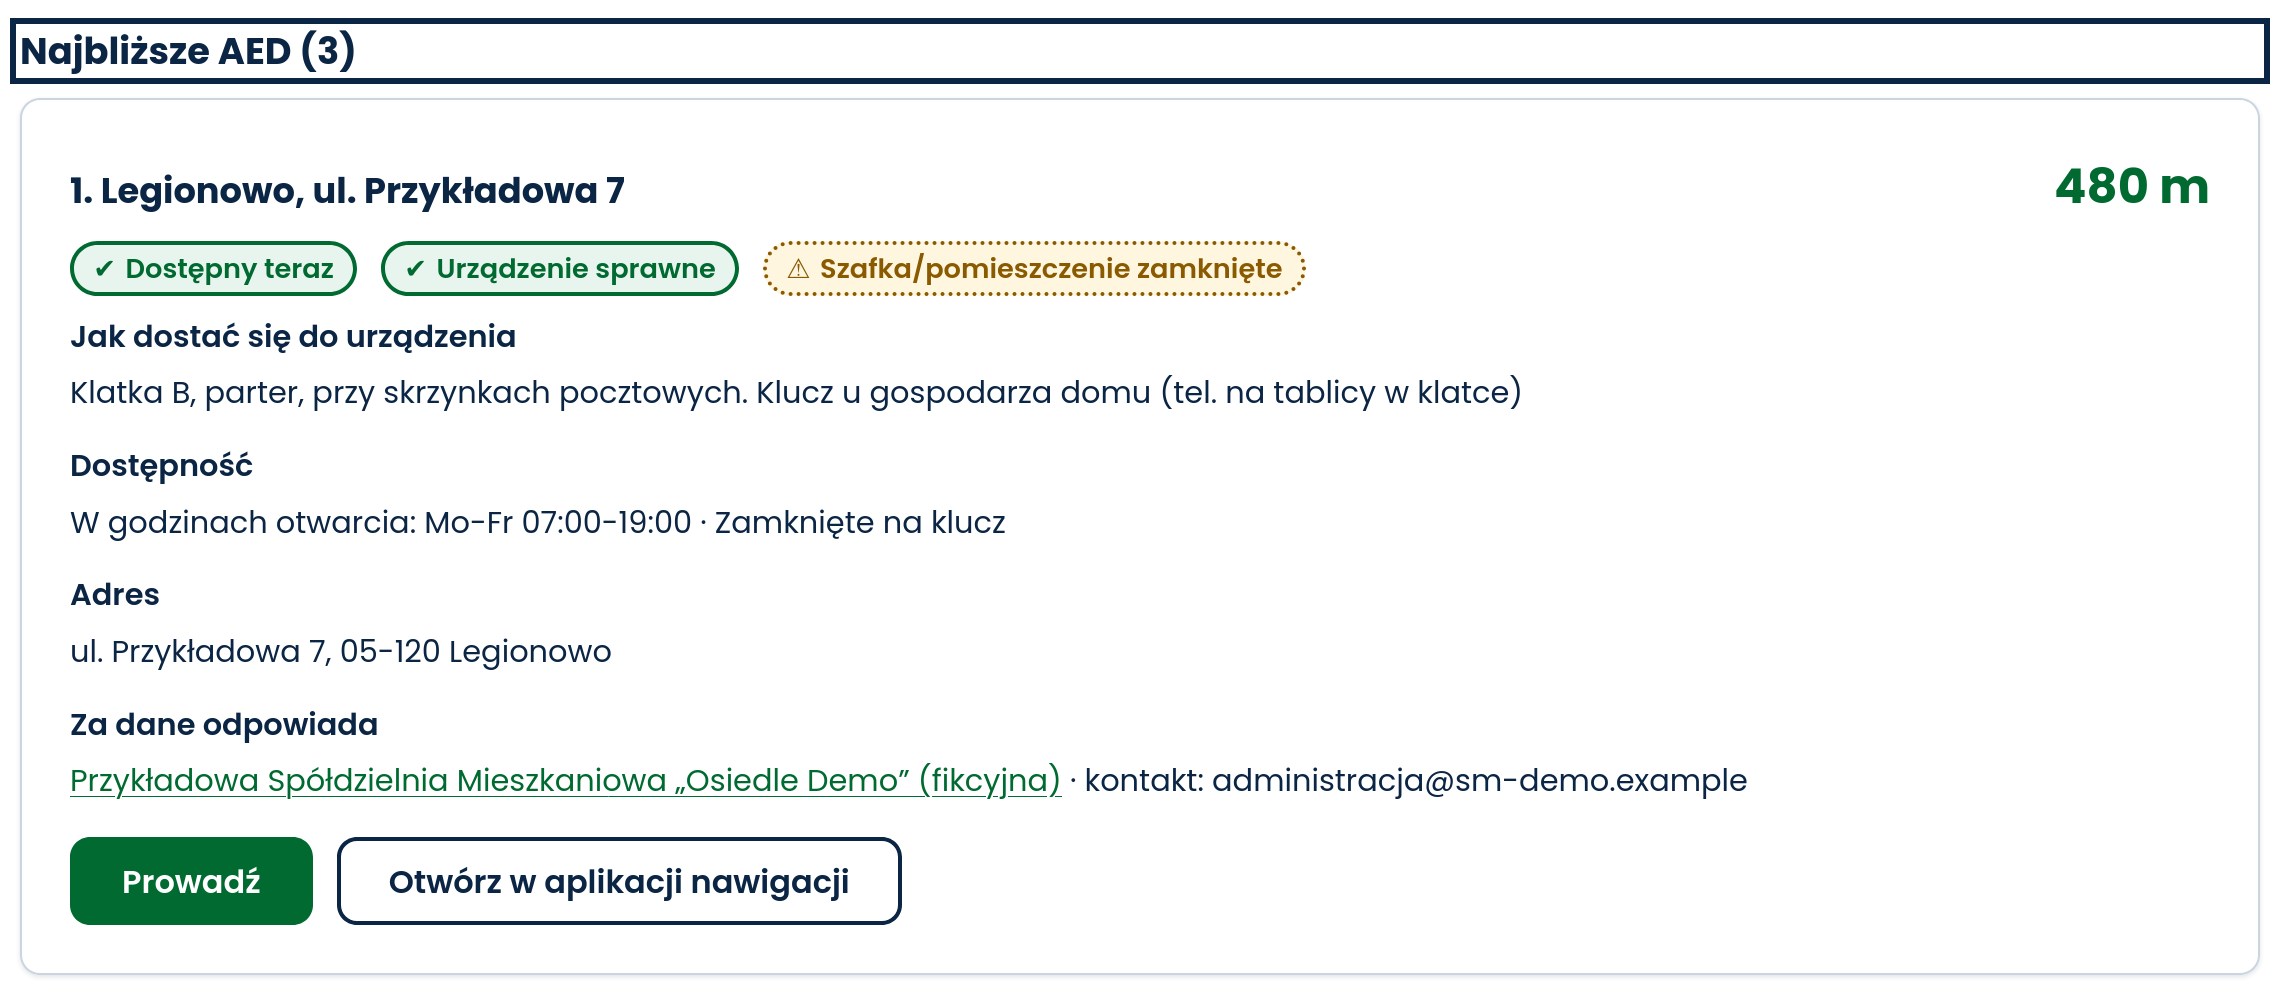 Najbliższe AED (3)
1. Legionowo, ul. Przykładowa 7
480 m
✔ Dostępny teraz
✔ Urządzenie sprawne
⚠ Szafka/pomieszczenie zamknięte
Jak dostać się do urządzenia
Klatka B, parter, przy skrzynkach pocztowych. Klucz u gospodarza domu (tel. na tablicy w klatce)
Dostępność
W godzinach otwarcia: Mo-Fr 07:00-19:00 · Zamknięte na klucz
Adres
ul. Przykładowa 7, 05-120 Legionowo
Za dane odpowiada
Przykładowa Spółdzielnia Mieszkaniowa „Osiedle Demo” (fikcyjna) · kontakt: administracja@sm-demo.example
Prowadź
Otwórz w aplikacji nawigacji